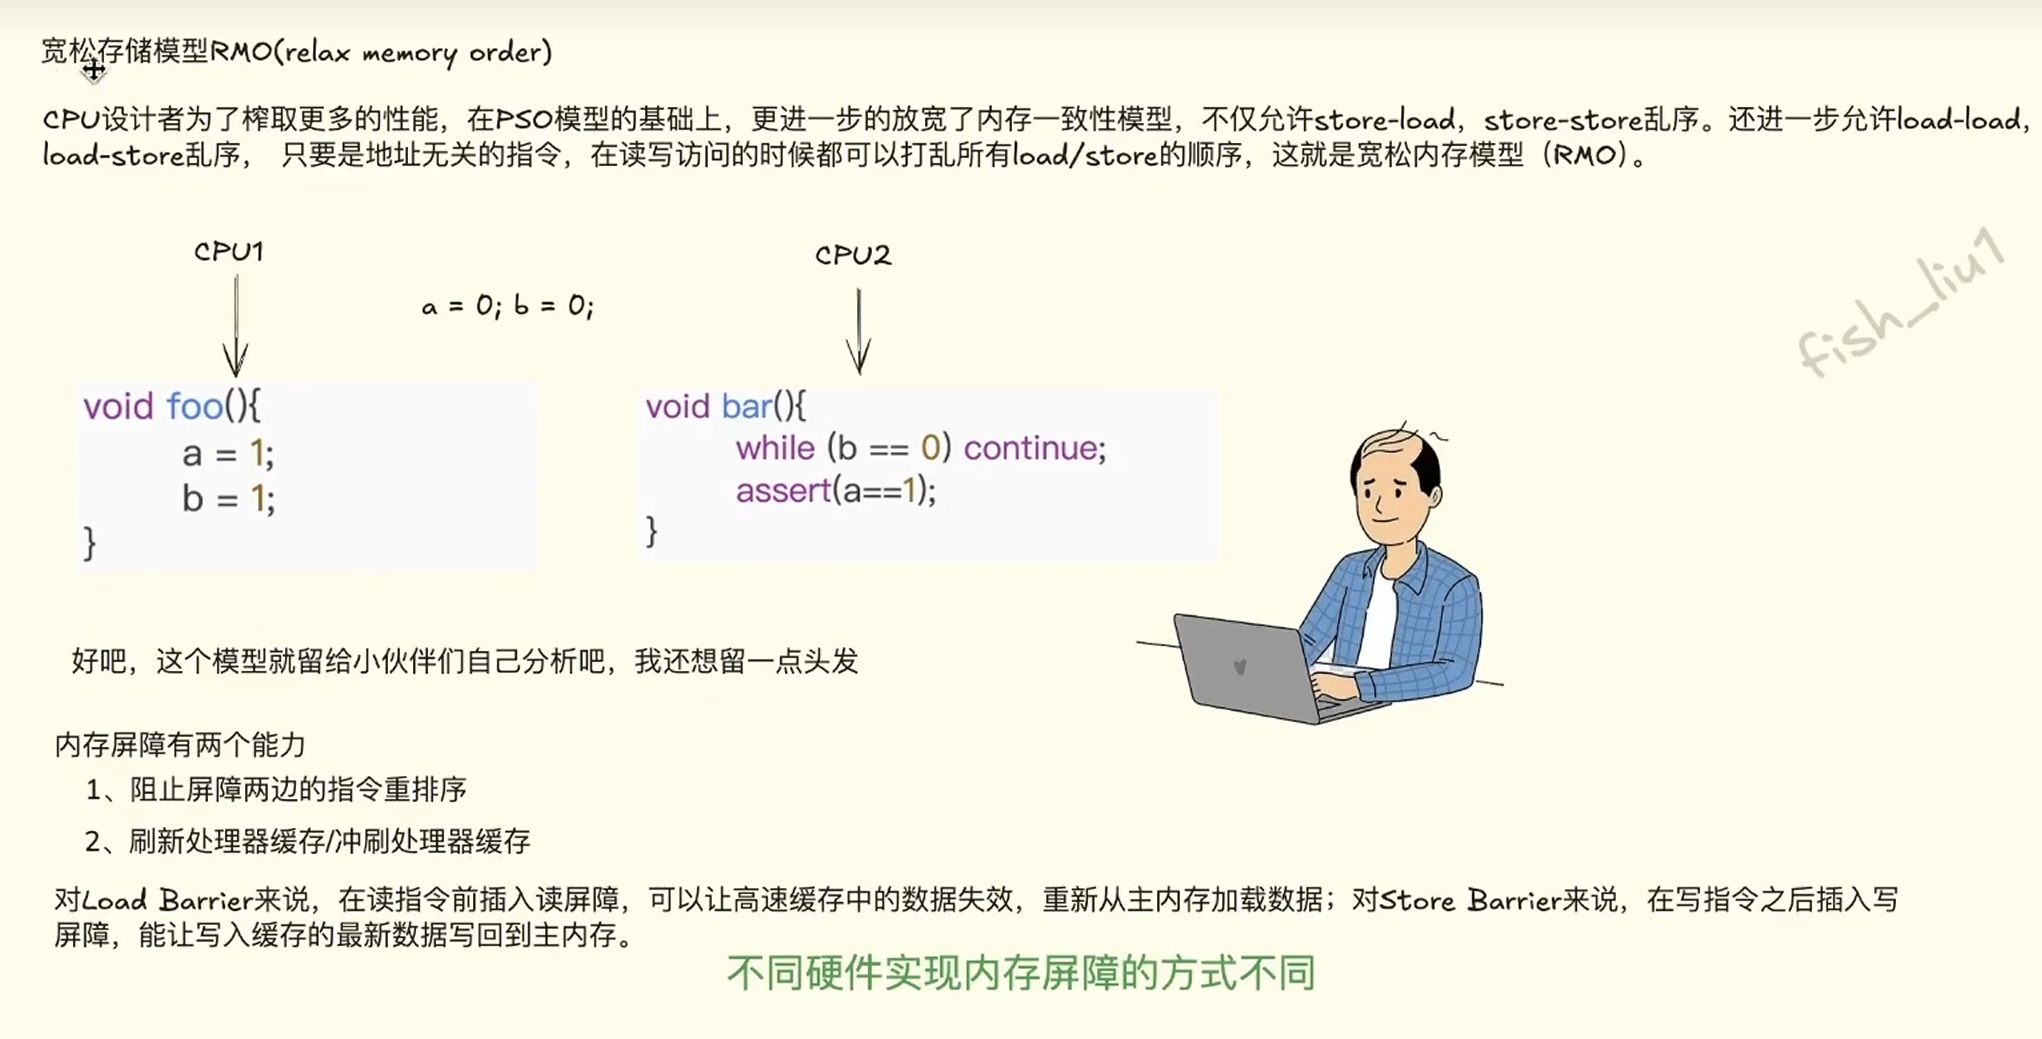 宽松存储模型RMO(relax memory order)
CPU设计者为了榨取更多的性能，在PSO模型的基础上，更进一步的放宽了内存一致性模型，不仅允许store-load，store-store乱序。还进一步允许load-load，
load-store乱序， 只要是地址无关的指令，在读写访问的时候都可以打乱所有load/store的顺序，这就是宽松内存模型（RMO）。
CPU1
CPU2
a = 0; b = 0;
void foo(){
a = 1;
b = 1;
}
void bar(){
while (b == 0) continue;
assert(a==1);
}
fish_liu1
好吧，这个模型就留给小伙伴们自己分析吧，我还想留一点头发
内存屏障有两个能力
1、阻止屏障两边的指令重排序
2、刷新处理器缓存/冲刷处理器缓存
对Load Barrier来说，在读指令前插入读屏障，可以让高速缓存中的数据失效，重新从主内存加载数据；对Store Barrier来说，在写指令之后插入写
屏障，能让写入缓存的最新数据写回到主内存。
不同硬件实现内存屏障的方式不同